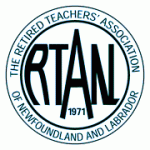 THE RETIRED TEACHERS' ASSOCIATION
RTANL
1971
OF NEWFOUNDLAND AND LABRADOR